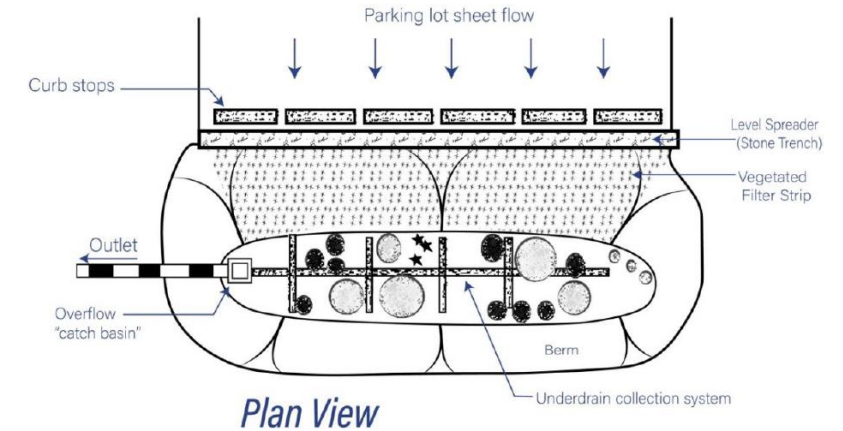 Parking lot sheet flow
Curb stops
Level Spreader
(Stone Trench)
Vegetated
Filter Strip
Outlet
Overflow
"catch basin"
Berm
Underdrain collection system
Plan View